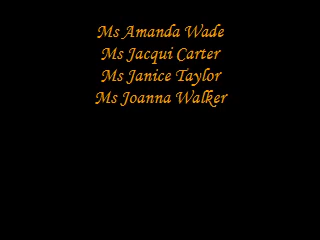 Ms Amanda Wade
Ms Jacqui Carter
Ms Janice Taylor
Ms Joanna Walker